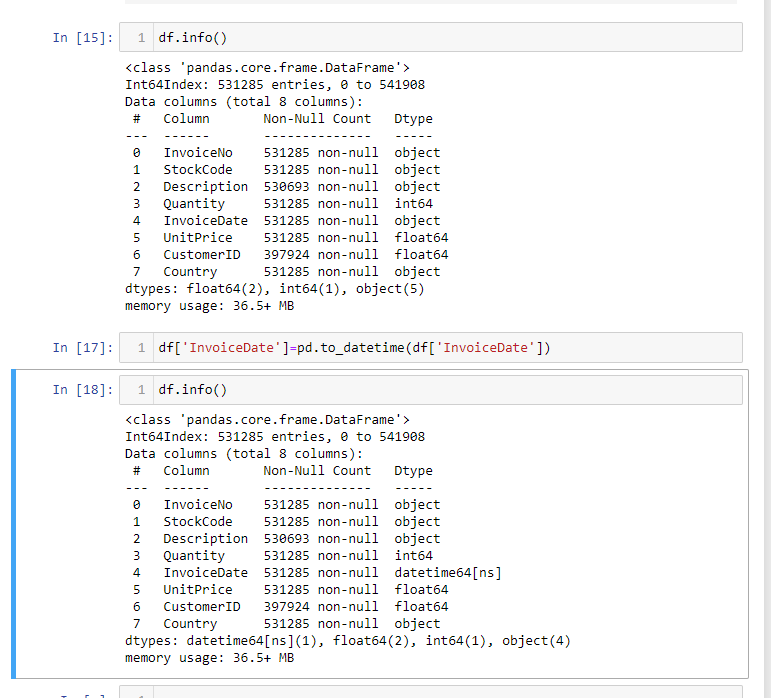 In [15]: 1 df.info()
<class 'pandas.core.frame.DataFrame'>
Int64Index: 531285 entries, 0 to 541908
Data columns (total 8 columns):
 #   Column       Non-Null Count   Dtype
---  ------       --------------   -----
 0   InvoiceNo    531285 non-null  object
 1   StockCode    531285 non-null  object
 2   Description  530693 non-null  object
 3   Quantity     531285 non-null  int64
 4   InvoiceDate  531285 non-null  object
 5   UnitPrice    531285 non-null  float64
 6   CustomerID   397924 non-null  float64
 7   Country      531285 non-null  object
dtypes: float64(2), int64(1), object(5)
memory usage: 36.5+ MB
In [17]: 1 df['InvoiceDate']=pd.to_datetime(df['InvoiceDate'])
In [18]: 1 df.info()
<class 'pandas.core.frame.DataFrame'>
Int64Index: 531285 entries, 0 to 541908
Data columns (total 8 columns):
 #   Column       Non-Null Count   Dtype
---  ------       --------------   -----
 0   InvoiceNo    531285 non-null  object
 1   StockCode    531285 non-null  object
 2   Description  530693 non-null  object
 3   Quantity     531285 non-null  int64
 4   InvoiceDate  531285 non-null  datetime64[ns]
 5   UnitPrice    531285 non-null  float64
 6   CustomerID   397924 non-null  float64
 7   Country      531285 non-null  object
dtypes: datetime64[ns](1), float64(2), int64(1), object(4)
memory usage: 36.5+ MB